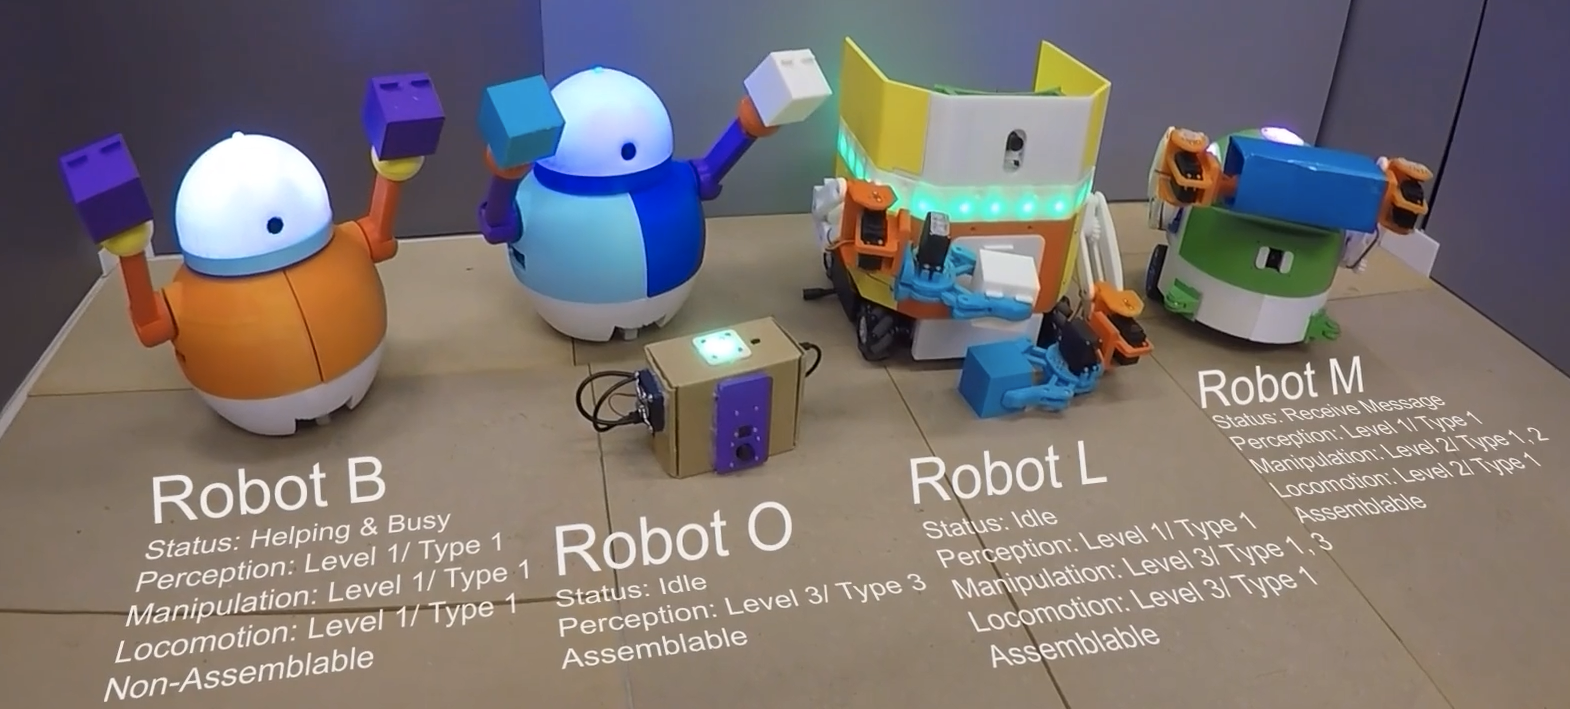 Robot B
Status: Helping & Busy
Perception: Level 1/ Type 1
Manipulation: Level 1/ Type 1
Locomotion: Level 1/ Type 1
Non-Assemblable
Robot O
Status: Idle
Perception: Level 3/ Type 3
Assemblable
Robot L
Status: Idle
Perception: Level 1/ Type 1
Manipulation: Level 3/ Type 1, 3
Locomotion: Level 3/ Type 1
Assemblable
Robot M
Status: Receive Message
Perception: Level 1/ Type 1
Manipulation: Level 2/ Type 1, 2
Locomotion: Level 2/ Type 1
Assemblable